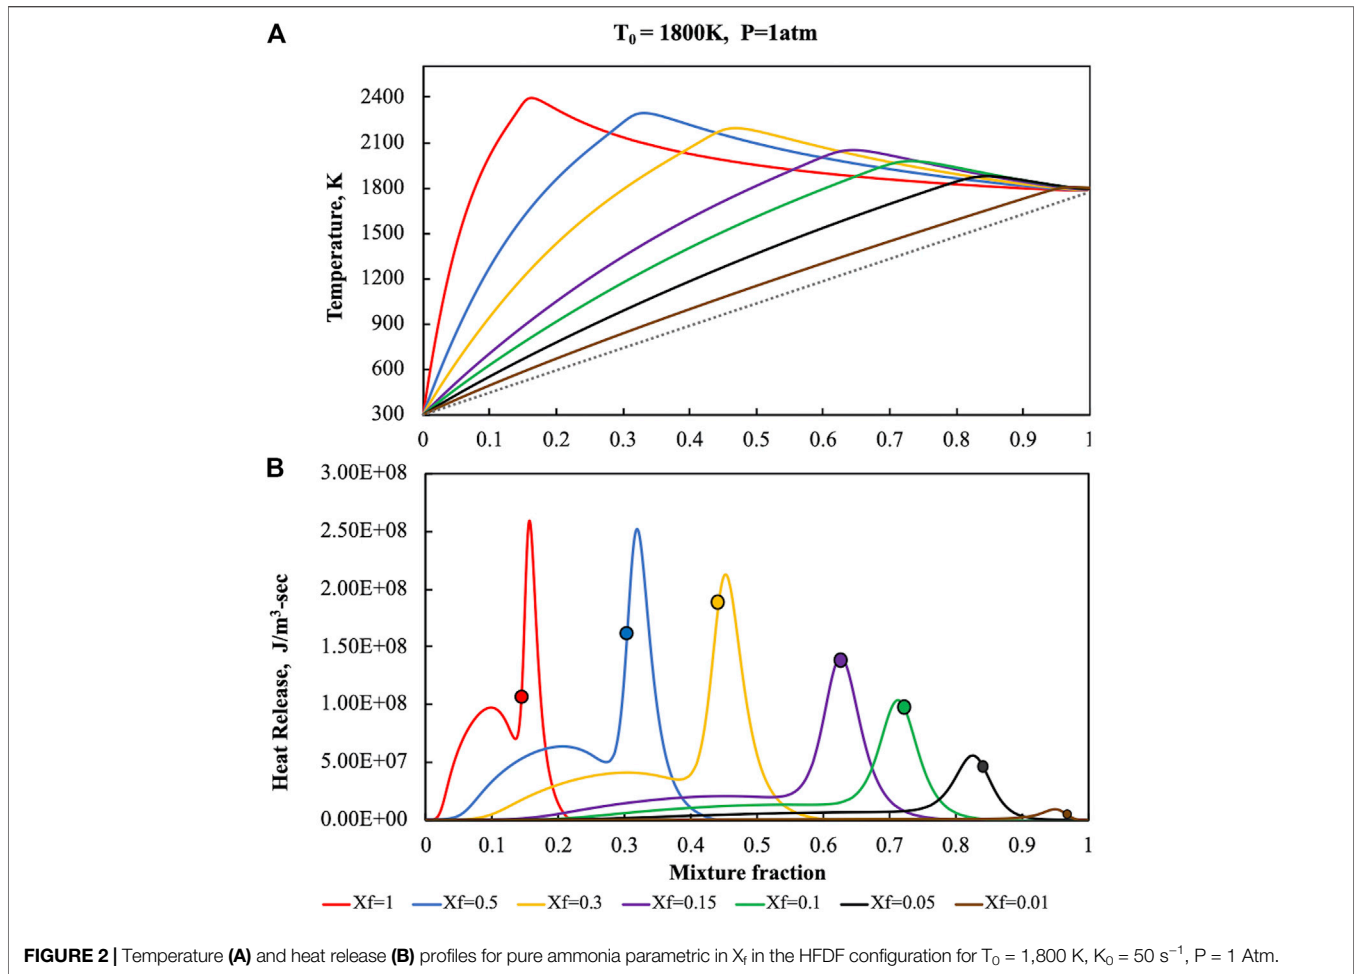 A
T₀ = 1800K, P=1atm
2400
2100
1800
1500
1200
900
600
300
Temperature, K
0 0.1 0.2 0.3 0.4 0.5 0.6 0.7 0.8 0.9 1
B
3.00E+08
2.50E+08
2.00E+08
1.50E+08
1.00E+08
5.00E+07
0.00E+00
Heat Release, J/m³-sec
0 0.1 0.2 0.3 0.4 0.5 0.6 0.7 0.8 0.9 1
Mixture fraction
Xf=1 Xf=0.5 Xf=0.3 Xf=0.15 Xf=0.1 Xf=0.05 Xf=0.01
FIGURE 2 | Temperature (A) and heat release (B) profiles for pure ammonia parametric in Xf in the HFDF configuration for T₀ = 1,800 K, K₀ = 50 s⁻¹, P = 1 Atm.